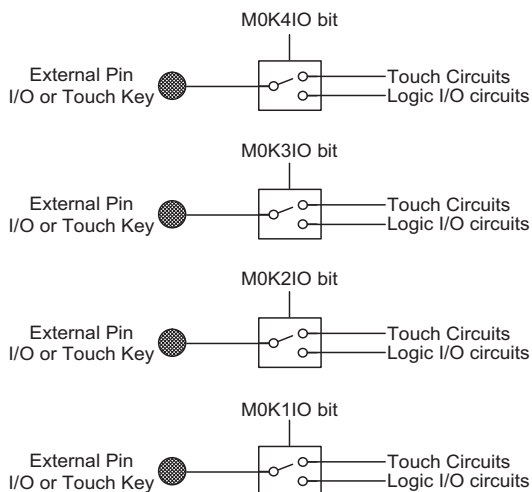 M0K4IO bit
External Pin
I/O or Touch Key
Touch Circuits
Logic I/O circuits
M0K3IO bit
External Pin
I/O or Touch Key
Touch Circuits
Logic I/O circuits
M0K2IO bit
External Pin
I/O or Touch Key
Touch Circuits
Logic I/O circuits
M0K1IO bit
External Pin
I/O or Touch Key
Touch Circuits
Logic I/O circuits